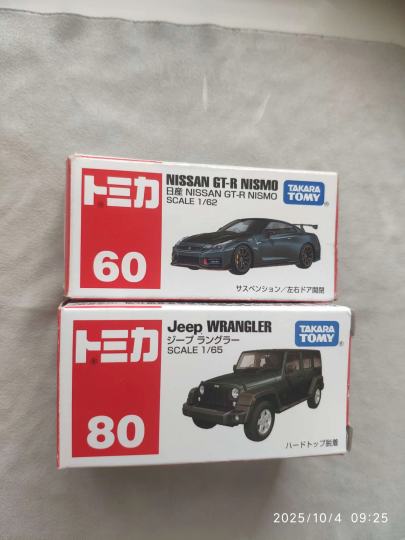 トミカ
60
NISSAN GT-R NISMO
日産 NISSAN GT-R NISMO
SCALE 1/62
TAKARA
TOMY
サスペンション／左右ドア開閉
トミカ
80
Jeep WRANGLER
ジープ ラングラー
SCALE 1/65
TAKARA
TOMY
ハードトップ脱着
2025/10/4 09:25